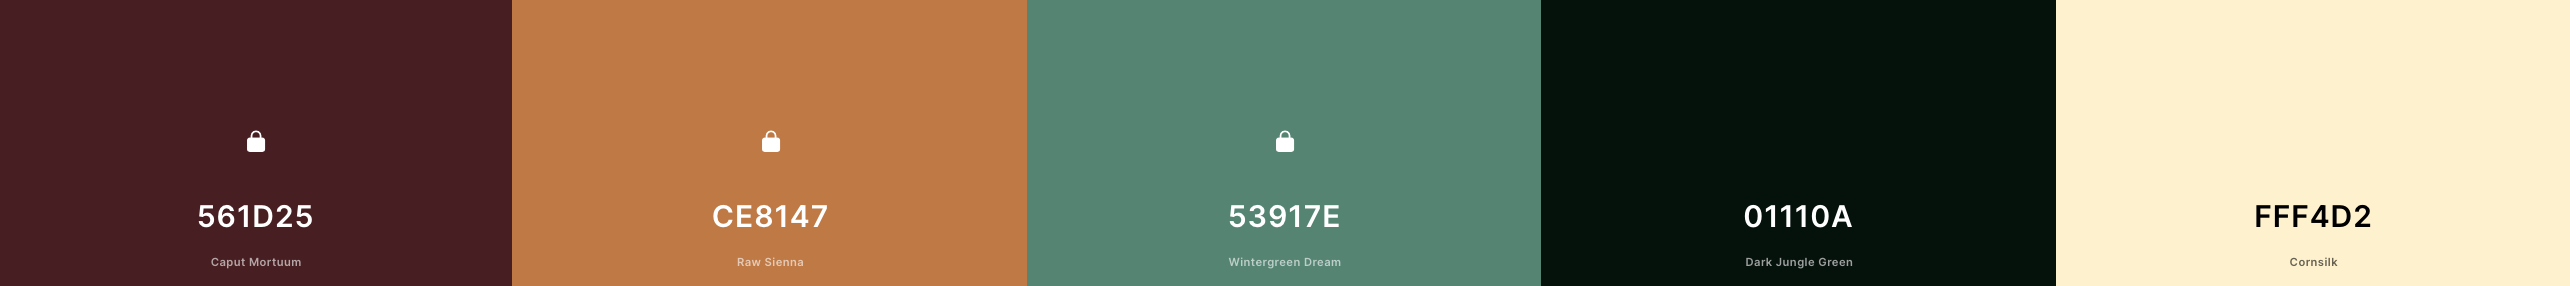 561D25
Caput Mortuum
CE8147
Raw Sienna
53917E
Wintergreen Dream
01110A
Dark Jungle Green
FFF4D2
Cornsilk